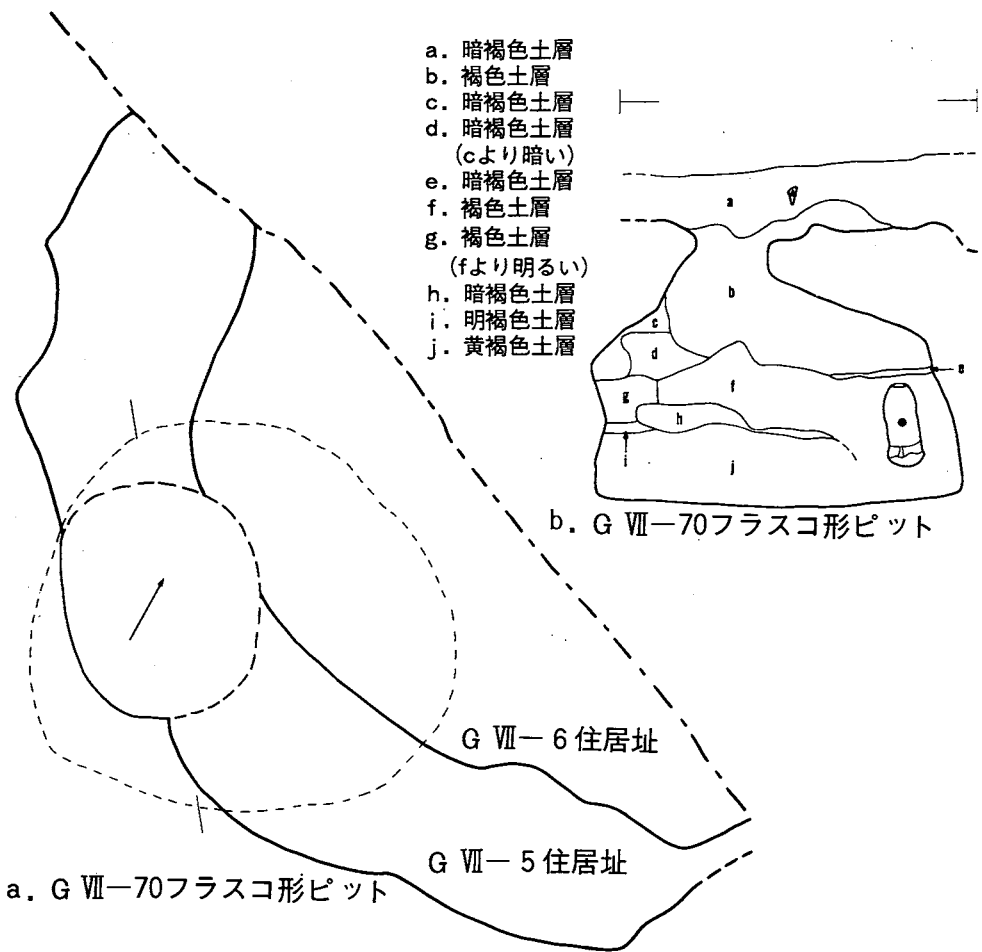 a. 暗褐色土層
b. 褐色土層
c. 暗褐色土層
d. 暗褐色土層
(cより暗い)
e. 暗褐色土層
f. 褐色土層
g. 褐色土層
(fより明るい)
h. 暗褐色土層
i. 明褐色土層
j. 黄褐色土層
a
b
c
d
e
f
g
h
i
j
b. G Ⅶ—70フラスコ形ピット
G Ⅶ—6住居址
G Ⅶ—5住居址
a. G Ⅶ—70フラスコ形ピット